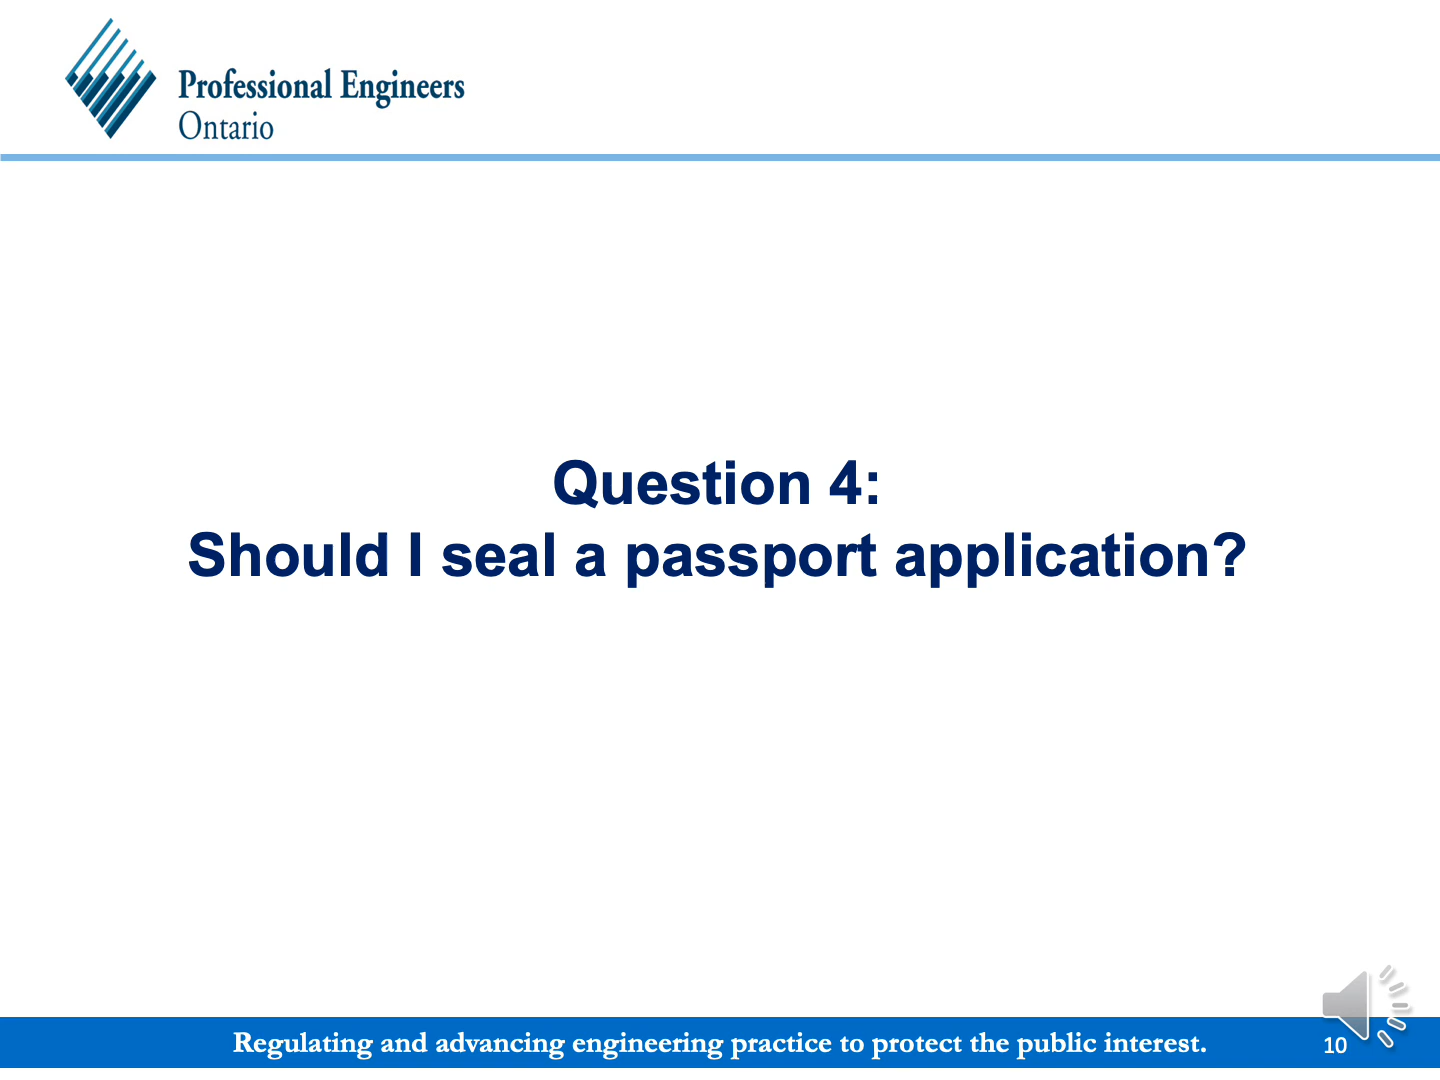 Professional Engineers
Ontario
Question 4:
Should I seal a passport application?
Regulating and advancing engineering practice to protect the public interest.
10